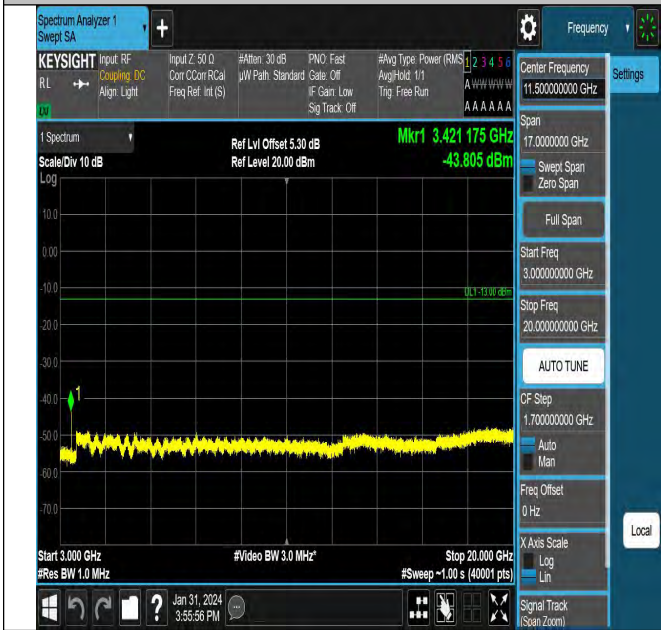 Spectrum Analyzer 1
Swept SA
Frequency
KEYSIGHT Input: RF
RL
Coupling: DC
Align: Light
Input Z: 50 Ω
Corr CCorr RCal
Freq Ref: Int (S)
#Atten: 30 dB
µW Path: Standard
PNO: Fast
Gate: Off
IF Gain: Low
Sig Track: Off
#Avg Type: Power (RMS
Avg|Hold: 1/1
Trig: Free Run
1 2 3 4 5 6
A W W W W W
A A A A A A
Center Frequency
11.500000000 GHz
Settings
Span
17.0000000 GHz
Swept Span
Zero Span
Full Span
Start Freq
3.000000000 GHz
Stop Freq
20.000000000 GHz
AUTO TUNE
CF Step
1.700000000 GHz
Auto
Man
Freq Offset
0 Hz
X Axis Scale
Log
Lin
Signal Track
(Span Zoom)
Local
1 Spectrum
Scale/Div 10 dB
Log
Ref Lvl Offset 5.30 dB
Ref Level 20.00 dBm
Mkr1 3.421 175 GHz
-43.805 dBm
10.0
0.00
-10.0
DL1 -13.00 dBm
-20.0
-30.0
-40.0
1
-50.0
-60.0
-70.0
Start 3.000 GHz
#Video BW 3.0 MHz*
Stop 20.000 GHz
#Res BW 1.0 MHz
#Sweep ~1.00 s (40001 pts)
?
Jan 31, 2024
3:55:56 PM